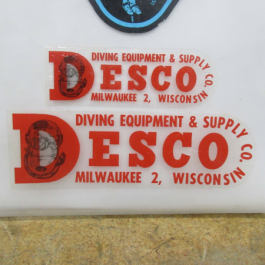 DIVING EQUIPMENT & SUPPLY CO.
DESCO
MILWAUKEE 2, WISCONSIN
DIVING EQUIPMENT & SUPPLY CO.
DESCO
MILWAUKEE 2, WISCONSIN